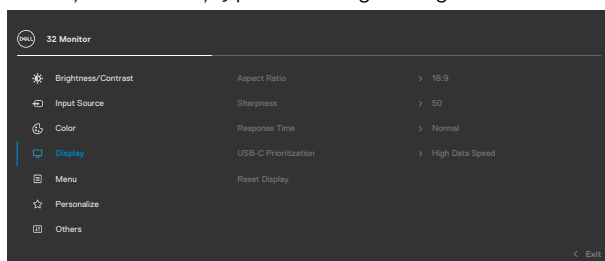 DELL
32 Monitor
Brightness/Contrast
Aspect Ratio
16:9
Input Source
Sharpness
50
Color
Response Time
Normal
Display
USB-C Prioritization
High Data Speed
Menu
Reset Display
Personalize
Others
Exit